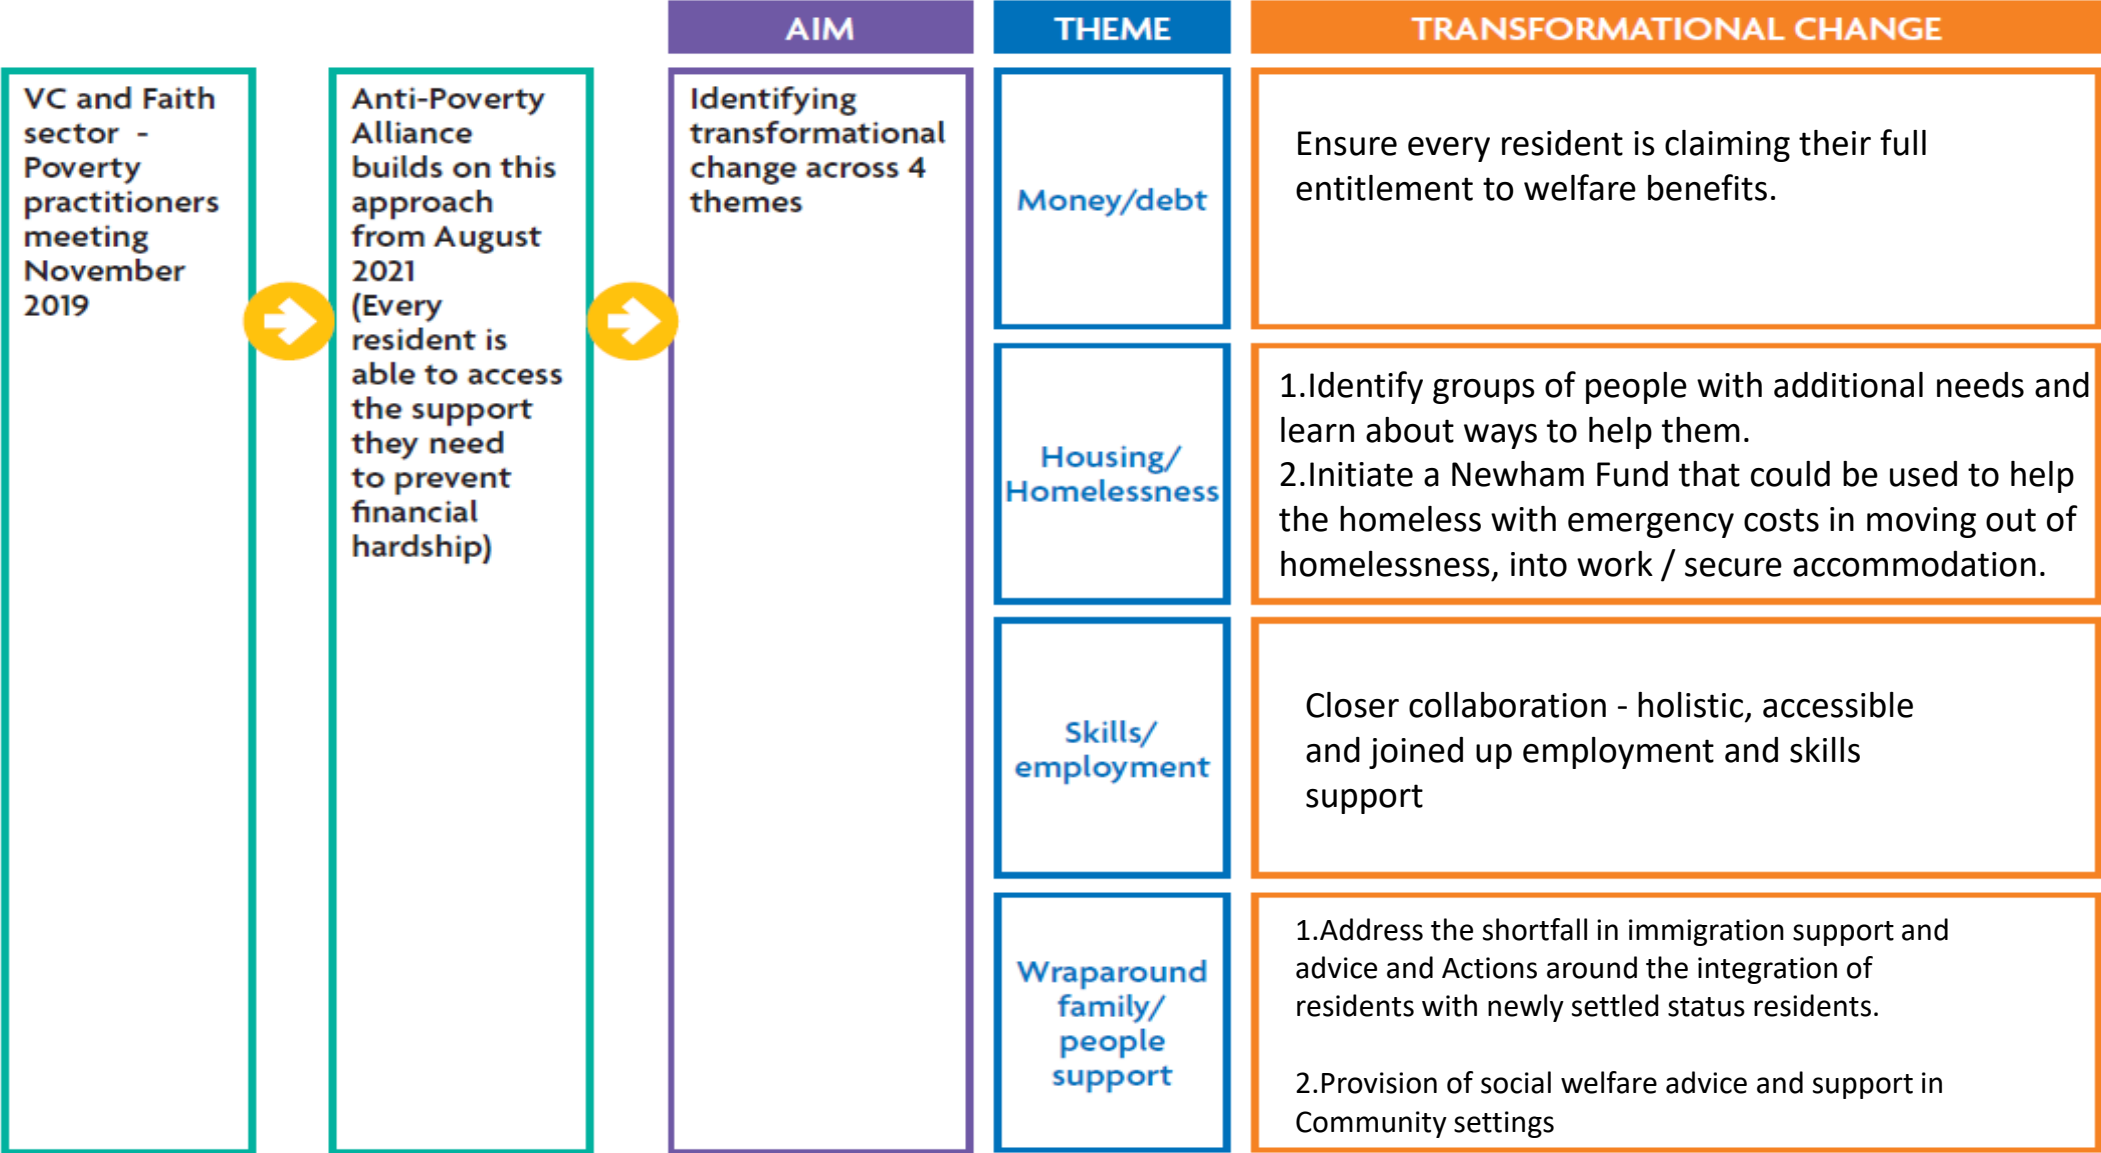 AIM
THEME
TRANSFORMATIONAL CHANGE
VC and Faith
sector -
Poverty
practitioners
meeting
November
2019
Anti-Poverty
Alliance
builds on this
approach
from August
2021
(Every
resident is
able to access
the support
they need
to prevent
financial
hardship)
Identifying
transformational
change across 4
themes
Money/debt
Ensure every resident is claiming their full
entitlement to welfare benefits.
Housing/
Homelessness
1.Identify groups of people with additional needs and
learn about ways to help them.
2.Initiate a Newham Fund that could be used to help
the homeless with emergency costs in moving out of
homelessness, into work / secure accommodation.
Skills/
employment
Closer collaboration - holistic, accessible
and joined up employment and skills
support
Wraparound
family/
people
support
1.Address the shortfall in immigration support and
advice and Actions around the integration of
residents with newly settled status residents.
2.Provision of social welfare advice and support in
Community settings